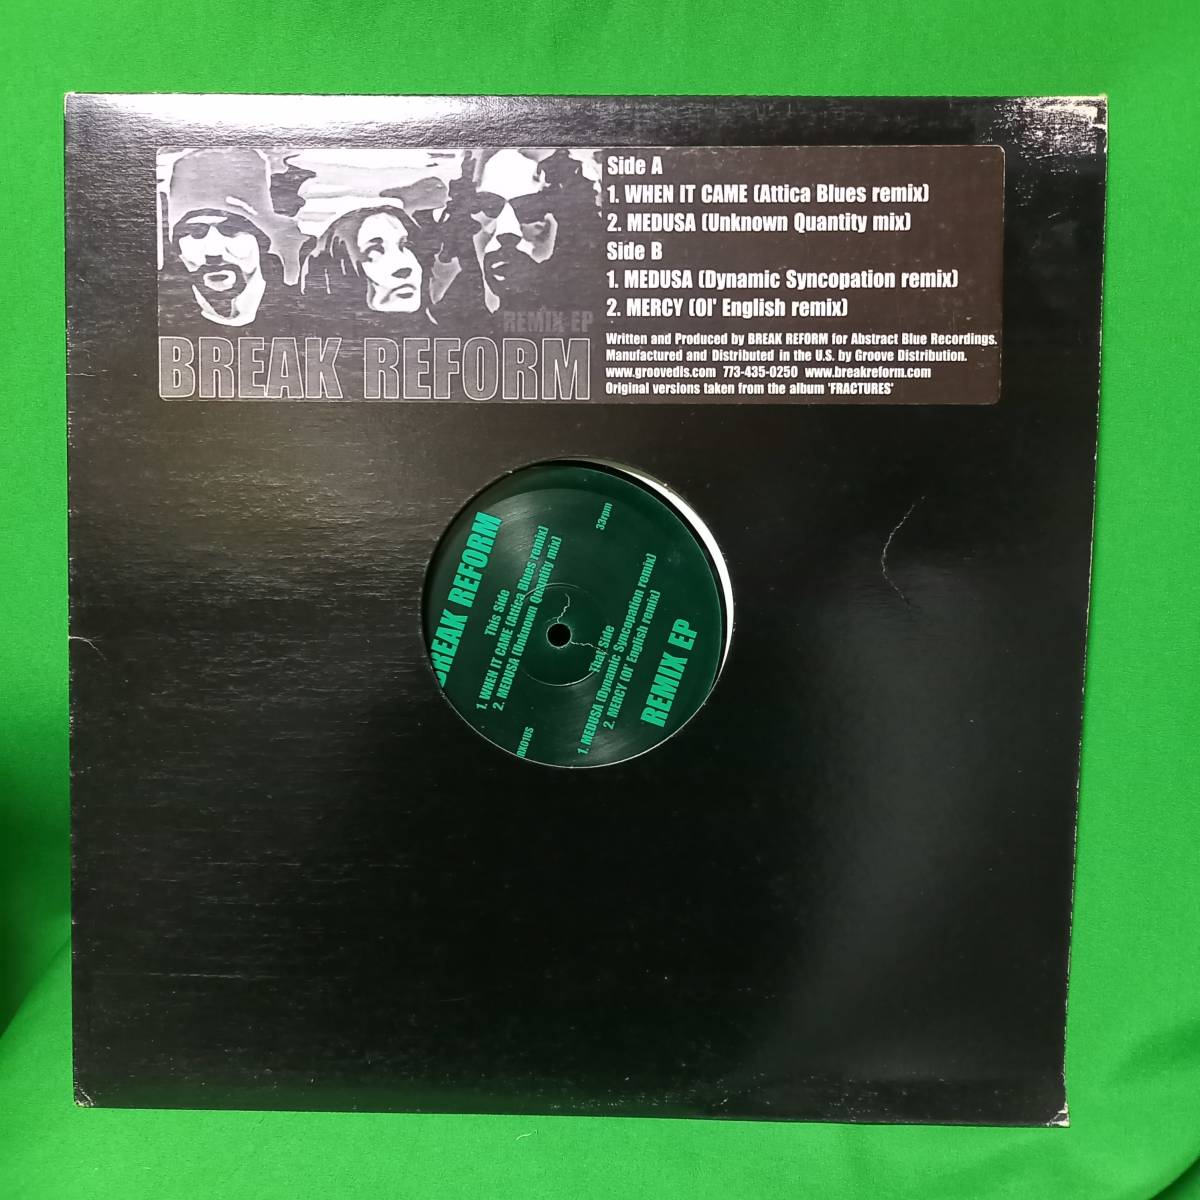 REMIX EP
BREAK REFORM
Side A
1. WHEN IT CAME (Attica Blues remix)
2. MEDUSA (Unknown Quantity mix)
Side B
1. MEDUSA (Dynamic Syncopation remix)
2. MERCY (Ol' English remix)
Written and Produced by BREAK REFORM for Abstract Blue Recordings.
Manufactured and Distributed in the U.S. by Groove Distribution.
www.groovedis.com 773-435-0250 www.breakreform.com
Original versions taken from the album 'FRACTURES'
BREAK REFORM
This Side
1. WHEN IT CAME (Attica Blues remix)
2. MEDUSA (Unknown Quantity mix)
33rpm
That Side
1. MEDUSA (Dynamic Syncopation remix)
2. MERCY (Ol' English remix)
REMIX EP